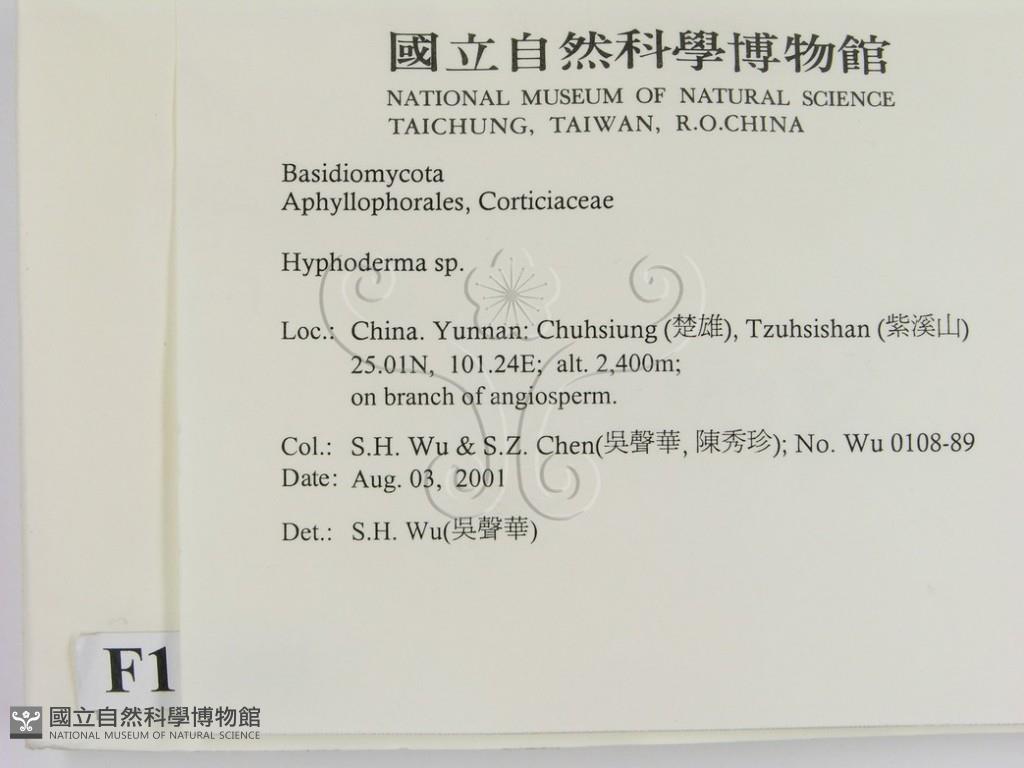 國立自然科學博物館
NATIONAL MUSEUM OF NATURAL SCIENCE
TAICHUNG, TAIWAN, R.O.CHINA
Basidiomycota
Aphyllophorales, Corticiaceae
Hyphoderma sp.
Loc.: China. Yunnan: Chuhsiung (楚雄), Tzuhsishan (紫溪山)
25.01N, 101.24E; alt. 2,400m;
on branch of angiosperm.
Col.: S.H. Wu & S.Z. Chen(吳聲華, 陳秀珍); No. Wu 0108-89
Date: Aug. 03, 2001
Det.: S.H. Wu(吳聲華)
F1
國立自然科學博物館
NATIONAL MUSEUM OF NATURAL SCIENCE